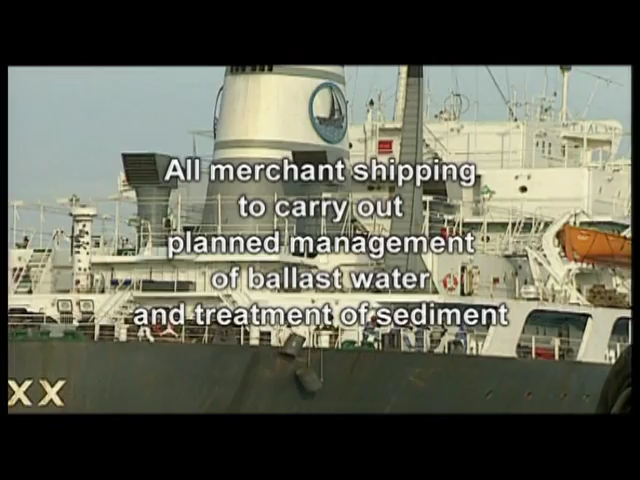 All merchant shipping
to carry out
planned management
of ballast water
and treatment of sediment
XX